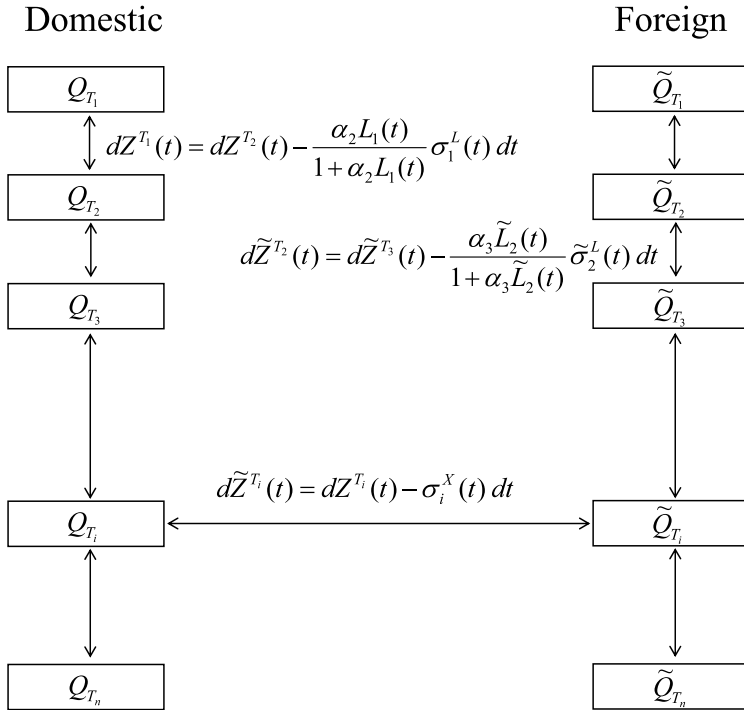 Domestic Foreign
Q_{T_1} \tilde{Q}_{T_1}
dZ^{T_1}(t) = dZ^{T_2}(t) - \frac{\alpha_2 L_1(t)}{1 + \alpha_2 L_1(t)} \sigma_1^L(t) dt
Q_{T_2} \tilde{Q}_{T_2}
d\tilde{Z}^{T_2}(t) = d\tilde{Z}^{T_3}(t) - \frac{\alpha_3 \tilde{L}_2(t)}{1 + \alpha_3 \tilde{L}_2(t)} \tilde{\sigma}_2^L(t) dt
Q_{T_3} \tilde{Q}_{T_3}
d\tilde{Z}^{T_i}(t) = dZ^{T_i}(t) - \sigma_i^X(t) dt
Q_{T_i} \tilde{Q}_{T_i}
Q_{T_n} \tilde{Q}_{T_n}